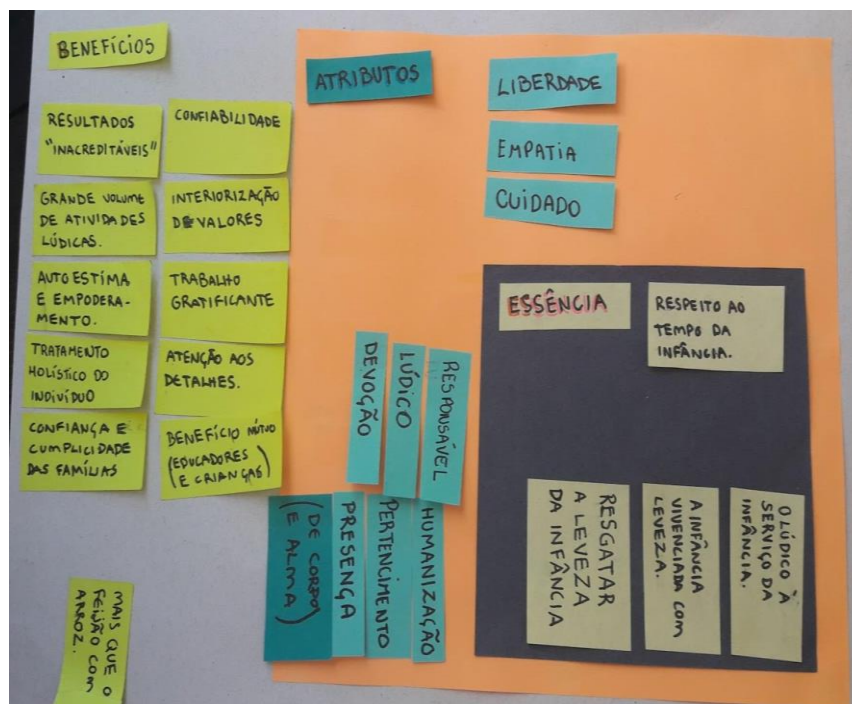 BENEFÍCIOS
RESULTADOS
"INACREDITÁVEIS"
CONFIABILIDADE
GRANDE VOLUME
DE ATIVIDADES
LÚDICAS.
INTERIORIZAÇÃO
DE VALORES
AUTO ESTIMA
E EMPODERA-
MENTO.
TRABALHO
GRATIFICANTE
TRATAMENTO
HOLÍSTICO DO
INDIVÍDUO
ATENÇÃO AOS
DETALHES.
CONFIANÇA E
CUMPLICIDADE
DAS FAMÍLIAS
BENEFÍCIO MÚTUO
(EDUCADORES
E CRIANÇAS)
MAIS QUE O
FEIJÃO COM
ARROZ.
ATRIBUTOS
LIBERDADE
EMPATIA
CUIDADO
RESPONSÁVEL
LÚDICO
DEVOÇÃO
HUMANIZAÇÃO
PERTENCIMENTO
PRESENÇA
(DE CORPO
E ALMA)
ESSÊNCIA
RESPEITO AO
TEMPO DA
INFÂNCIA.
O LÚDICO À
SERVIÇO DA
INFÂNCIA.
A INFÂNCIA
VIVENCIADA COM
LEVEZA.
RESGATAR
A LEVEZA
DA INFÂNCIA